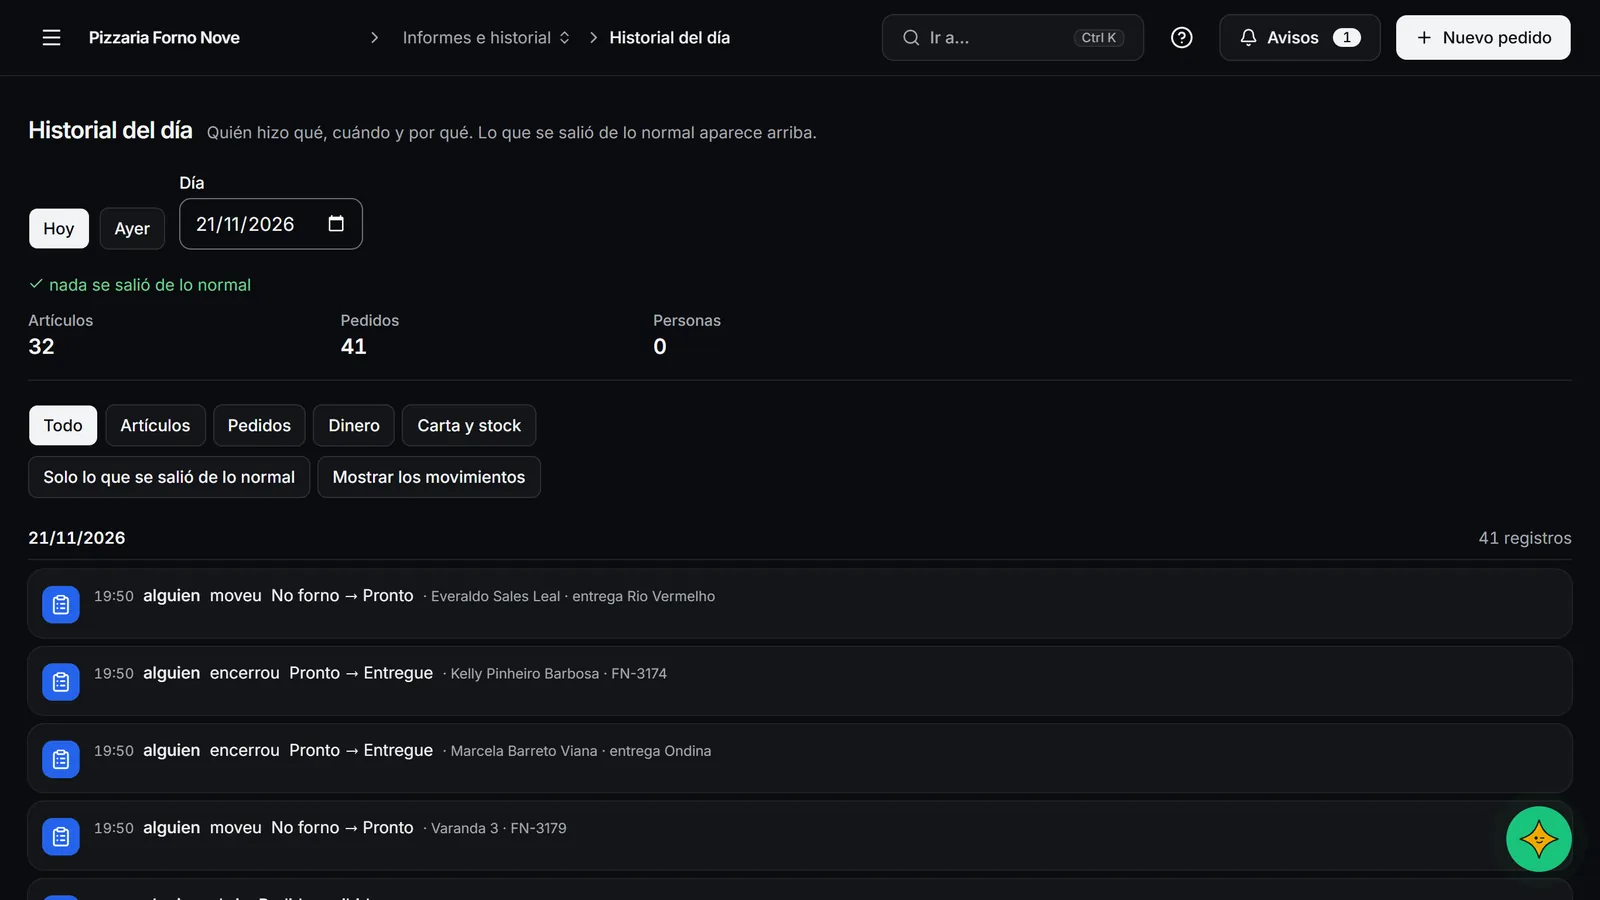 Pizzaria Forno Nove
Informes e historial
Historial del día
Ir a...
Ctrl K
Avisos
1
Nuevo pedido
Historial del día
Quién hizo qué, cuándo y por qué. Lo que se salió de lo normal aparece arriba.
Día
Hoy
Ayer
21/11/2026
nada se salió de lo normal
Artículos
Pedidos
Personas
32
41
0
Todo
Artículos
Pedidos
Dinero
Carta y stock
Solo lo que se salió de lo normal
Mostrar los movimientos
21/11/2026
41 registros
19:50 alguien moveu No forno → Pronto · Everaldo Sales Leal · entrega Rio Vermelho
19:50 alguien encerrou Pronto → Entregue · Kelly Pinheiro Barbosa · FN-3174
19:50 alguien encerrou Pronto → Entregue · Marcela Barreto Viana · entrega Ondina
19:50 alguien moveu No forno → Pronto · Varanda 3 · FN-3179